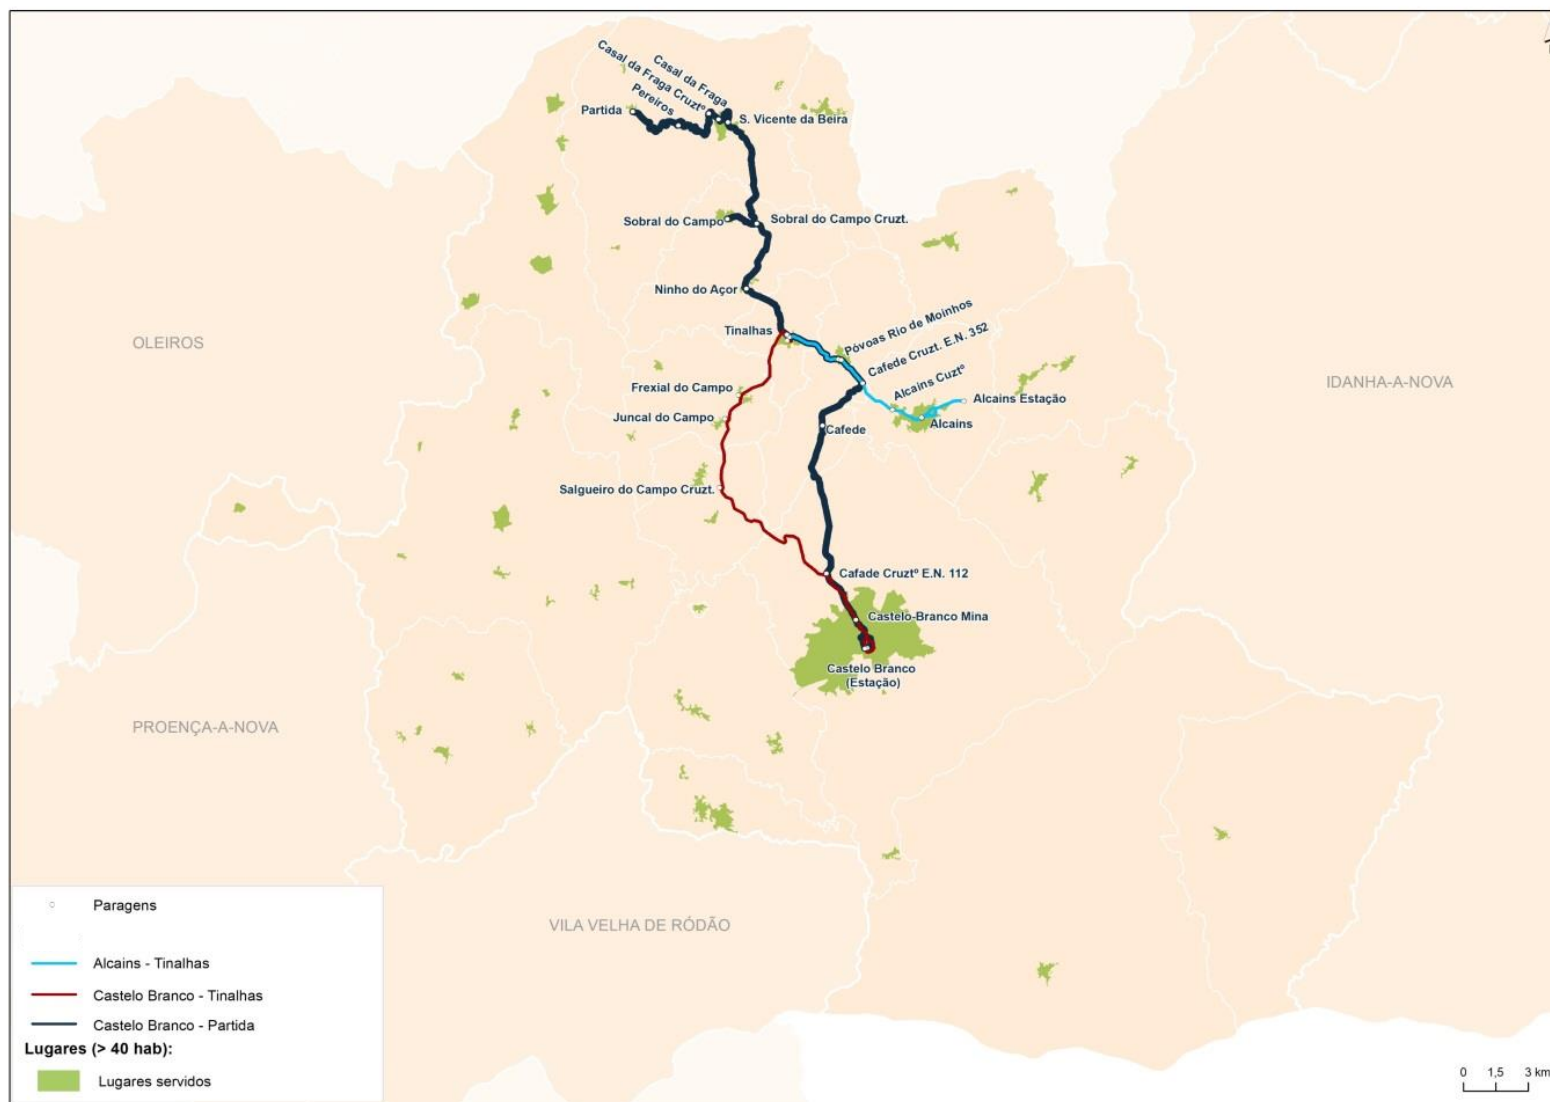 Casal da Fraga
Casal da Fraga Cruztº
Pereiros
Partida
S. Vicente da Beira
Sobral do Campo
Sobral do Campo Cruzt.
Ninho do Açor
Tinalhas
Póvoas Rio de Moinhos
Cafede Cruzt. E.N. 352
Alcains Cuztº
OLEIROS
IDANHA-A-NOVA
Frexial do Campo
Alcains Estação
Juncal do Campo
Alcains
Cafede
Salgueiro do Campo Cruzt.
Cafade Cruztº E.N. 112
Castelo-Branco Mina
Castelo Branco
(Estação)
PROENÇA-A-NOVA
VILA VELHA DE RÓDÃO
Paragens
Alcains - Tinalhas
Castelo Branco - Tinalhas
Castelo Branco - Partida
Lugares (> 40 hab):
Lugares servidos
0 1,5 3 km